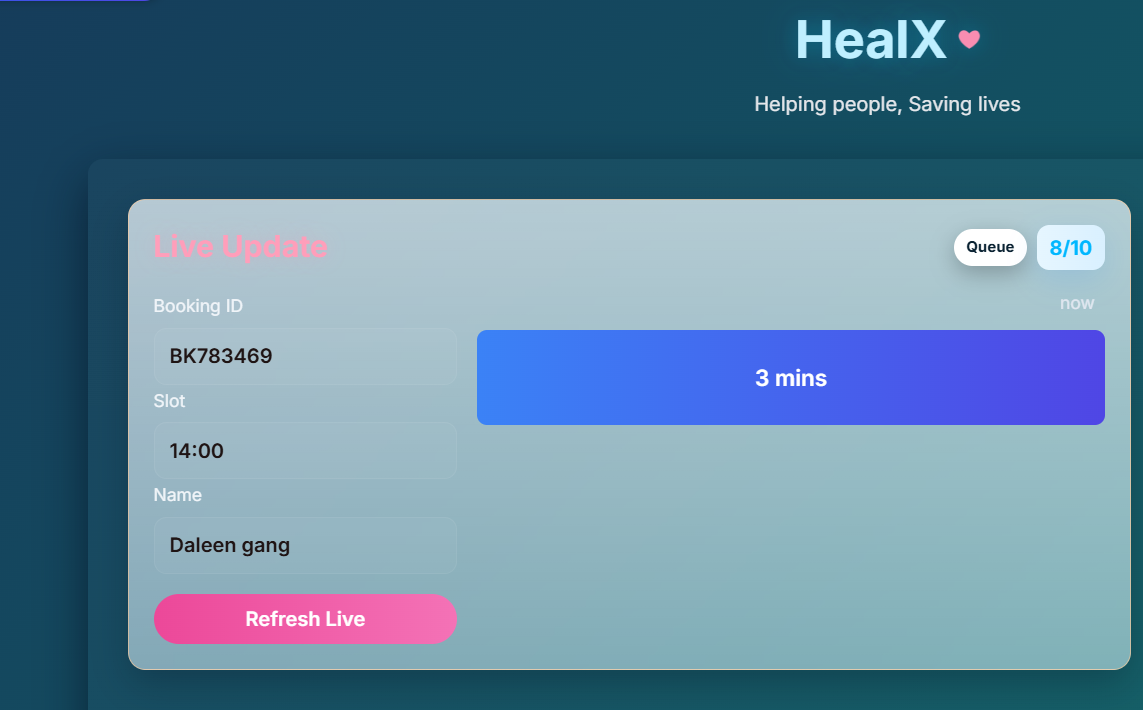 HealX
Helping people, Saving lives
Live Update
Queue
8/10
Booking ID
now
BK783469
3 mins
Slot
14:00
Name
Daleen gang
Refresh Live